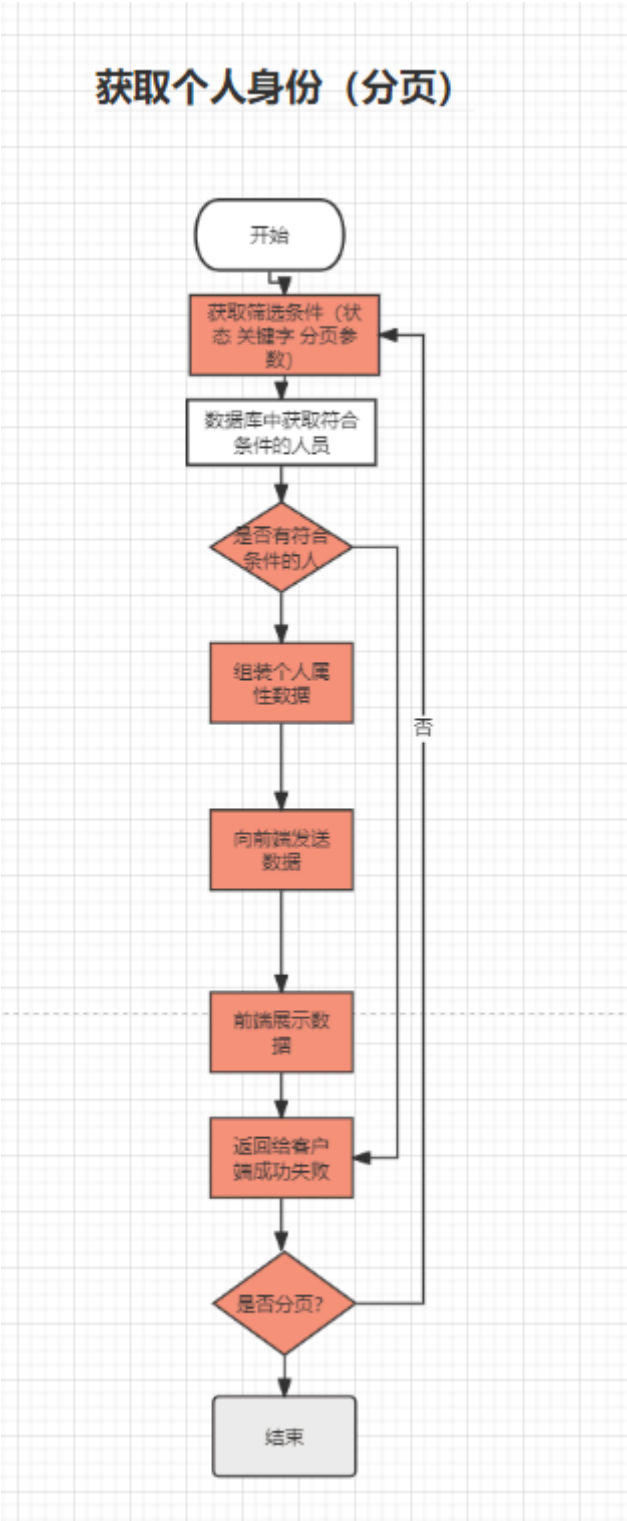 获取个人身份（分页）
开始
获取筛选条件（状
态 关键字 分页参
数）
数据库中获取符合
条件的人员
是否有符合
条件的人
组装个人属
性数据
否
向前端发送
数据
前端展示数
据
返回给客户
端成功失败
是否分页？
结束